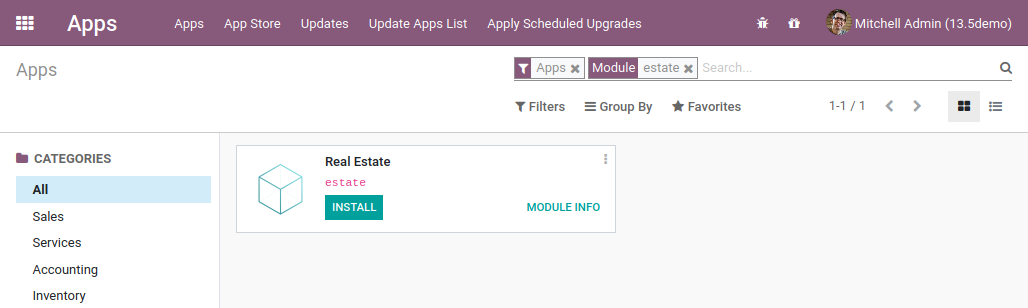 Apps Apps App Store Updates Update Apps List Apply Scheduled Upgrades Mitchell Admin (13.5demo)
Apps Apps Module estate Search...
Filters Group By Favorites 1-1 / 1
CATEGORIES
All
Sales
Services
Accounting
Inventory
Real Estate
estate
INSTALL MODULE INFO